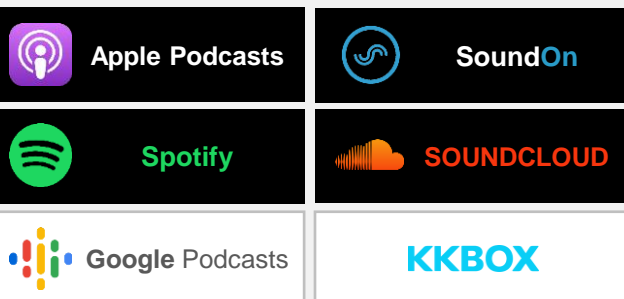 Apple Podcasts
SoundOn
Spotify
SOUNDCLOUD
Google Podcasts
KKBOX